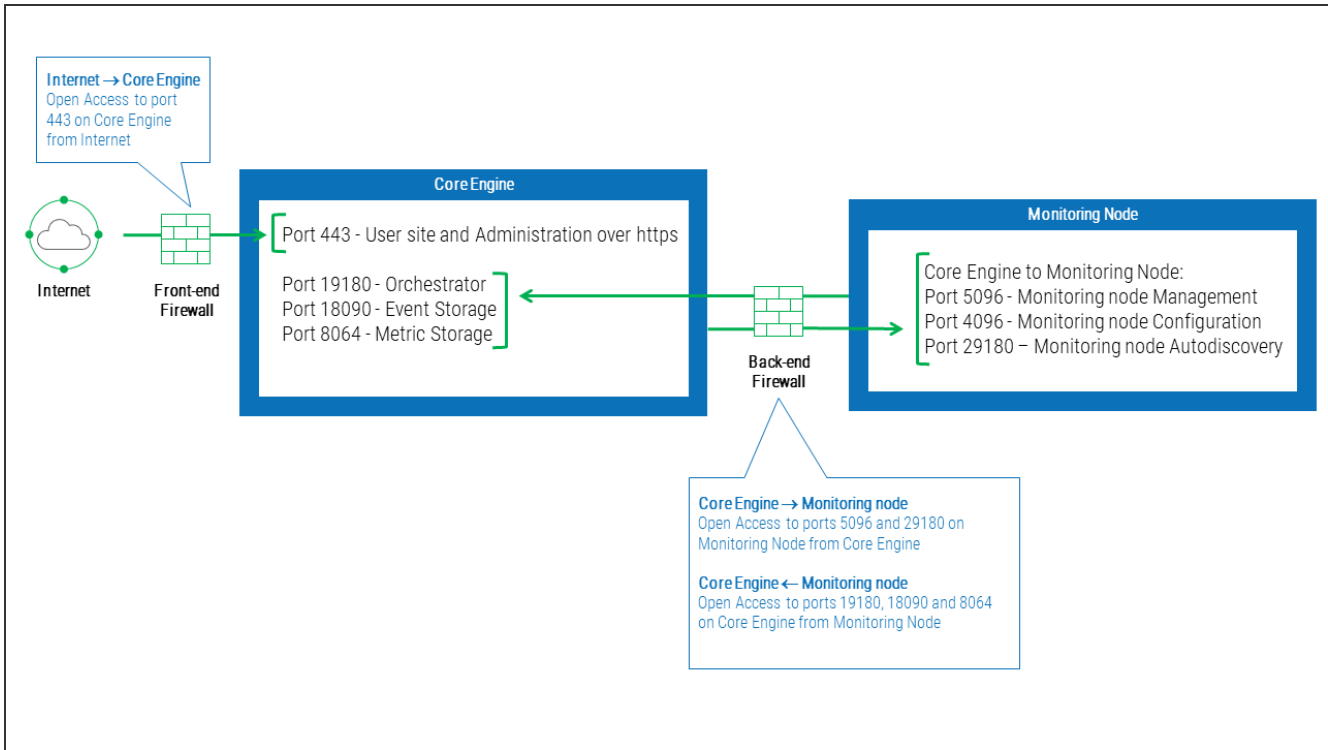 Internet → Core Engine
Open Access to port
443 on Core Engine
from Internet
Core Engine
Port 443 - User site and Administration over https
Port 19180 - Orchestrator
Port 18090 - Event Storage
Port 8064 - Metric Storage
Monitoring Node
Core Engine to Monitoring Node:
Port 5096 - Monitoring node Management
Port 4096 - Monitoring node Configuration
Port 29180 – Monitoring node Autodiscovery
Internet
Front-end
Firewall
Back-end
Firewall
Core Engine → Monitoring node
Open Access to ports 5096 and 29180 on
Monitoring Node from Core Engine
Core Engine ← Monitoring node
Open Access to ports 19180, 18090 and 8064
on Core Engine from Monitoring Node